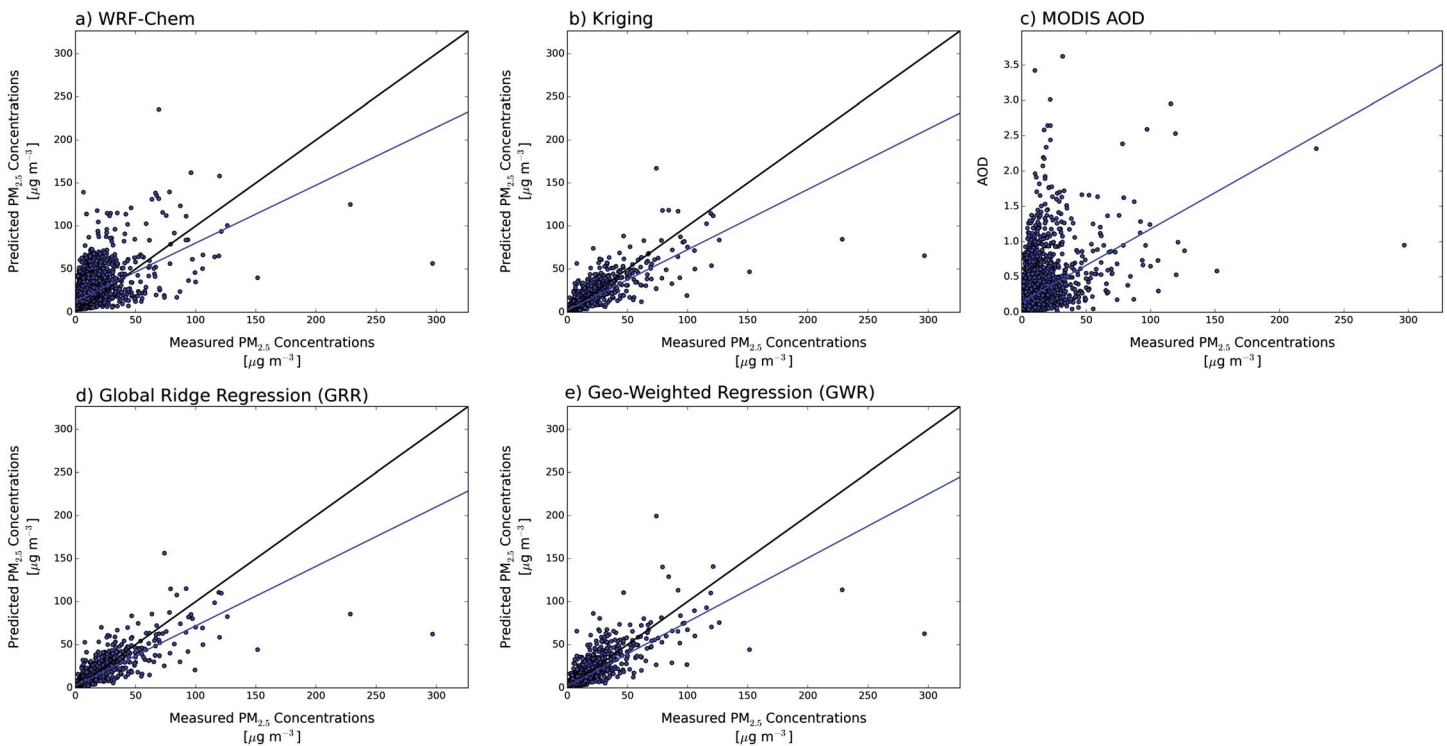 a) WRF-Chem
Predicted PM2.5 Concentrations
[μg m−3]
300
250
200
150
100
50
0
0 50 100 150 200 250 300
Measured PM2.5 Concentrations
[μg m−3]
b) Kriging
Predicted PM2.5 Concentrations
[μg m−3]
300
250
200
150
100
50
0
0 50 100 150 200 250 300
Measured PM2.5 Concentrations
[μg m−3]
c) MODIS AOD
AOD
3.5
3.0
2.5
2.0
1.5
1.0
0.5
0.0
0 50 100 150 200 250 300
Measured PM2.5 Concentrations
[μg m−3]
d) Global Ridge Regression (GRR)
Predicted PM2.5 Concentrations
[μg m−3]
300
250
200
150
100
50
0
0 50 100 150 200 250 300
Measured PM2.5 Concentrations
[μg m−3]
e) Geo-Weighted Regression (GWR)
Predicted PM2.5 Concentrations
[μg m−3]
300
250
200
150
100
50
0
0 50 100 150 200 250 300
Measured PM2.5 Concentrations
[μg m−3]